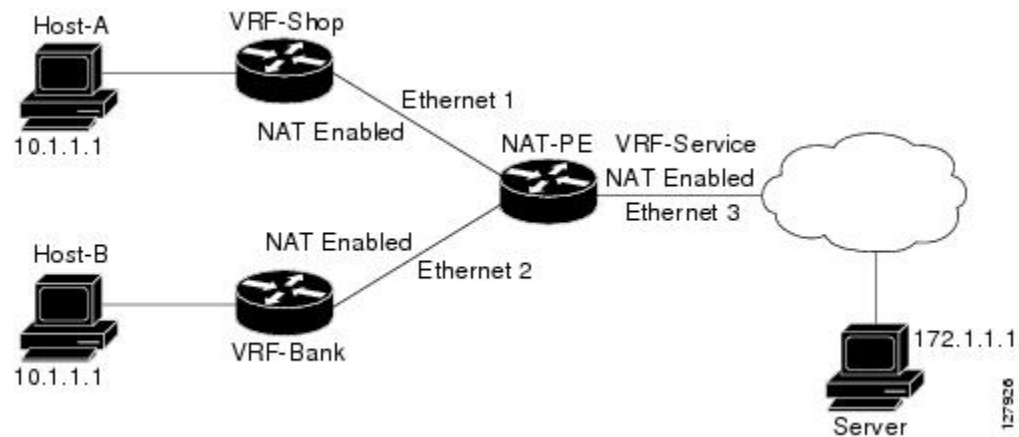 Host-A
VRF-Shop
Ethernet 1
10.1.1.1
NAT Enabled
NAT-PE
VRF-Service
NAT Enabled
Ethernet 3
Host-B
NAT Enabled
Ethernet 2
10.1.1.1
VRF-Bank
172.1.1.1
Server
127926